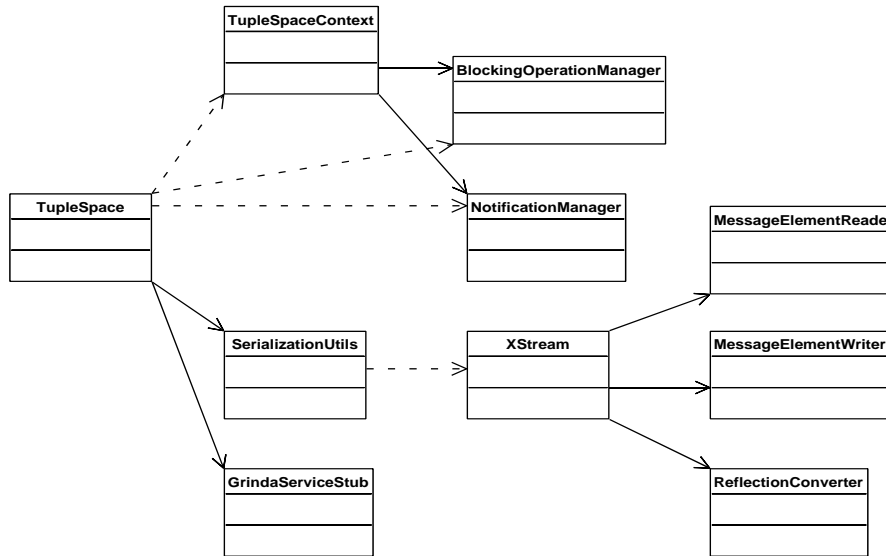 TupleSpaceContext
BlockingOperationManager
TupleSpace
NotificationManager
MessageElementReade
SerializationUtils
XStream
MessageElementWriter
GrindaServiceStub
ReflectionConverter